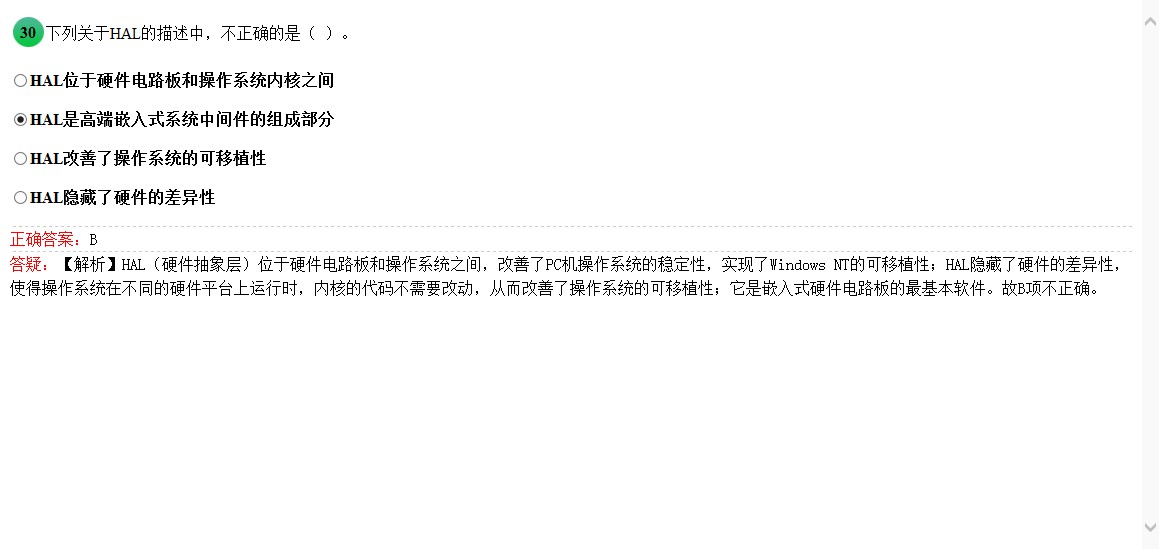 30 下列关于HAL的描述中，不正确的是（ ）。
HAL位于硬件电路板和操作系统内核之间
HAL是高端嵌入式系统中间件的组成部分
HAL改善了操作系统的可移植性
HAL隐藏了硬件的差异性
正确答案：B
答疑：【解析】HAL（硬件抽象层）位于硬件电路板和操作系统之间，改善了PC机操作系统的稳定性，实现了Windows NT的可移植性；HAL隐藏了硬件的差异性，
使得操作系统在不同的硬件平台上运行时，内核的代码不需要改动，从而改善了操作系统的可移植性；它是嵌入式硬件电路板的最基本软件。故B项不正确。